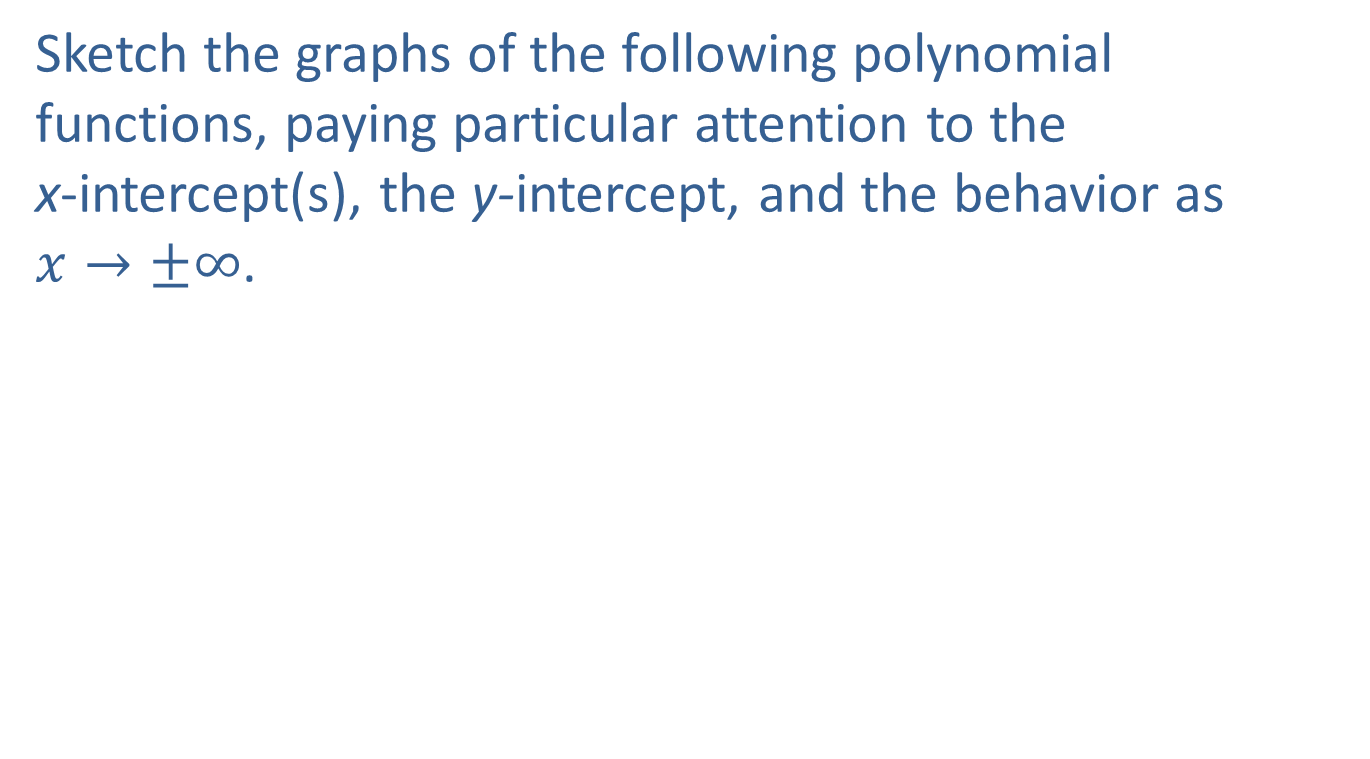 Sketch the graphs of the following polynomial
functions, paying particular attention to the
x-intercept(s), the y-intercept, and the behavior as
x → ±∞.